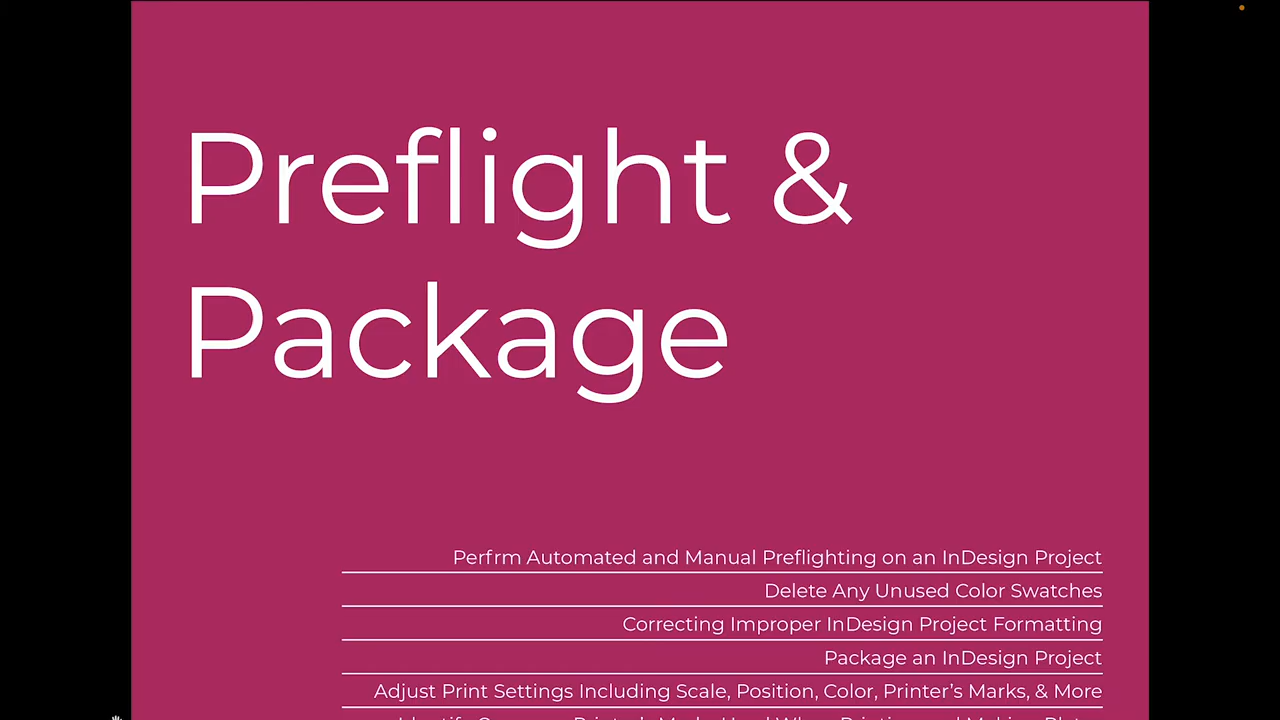 Preflight &
Package
Perfrm Automated and Manual Preflighting on an InDesign Project
Delete Any Unused Color Swatches
Correcting Improper InDesign Project Formatting
Package an InDesign Project
Adjust Print Settings Including Scale, Position, Color, Printer's Marks, & More